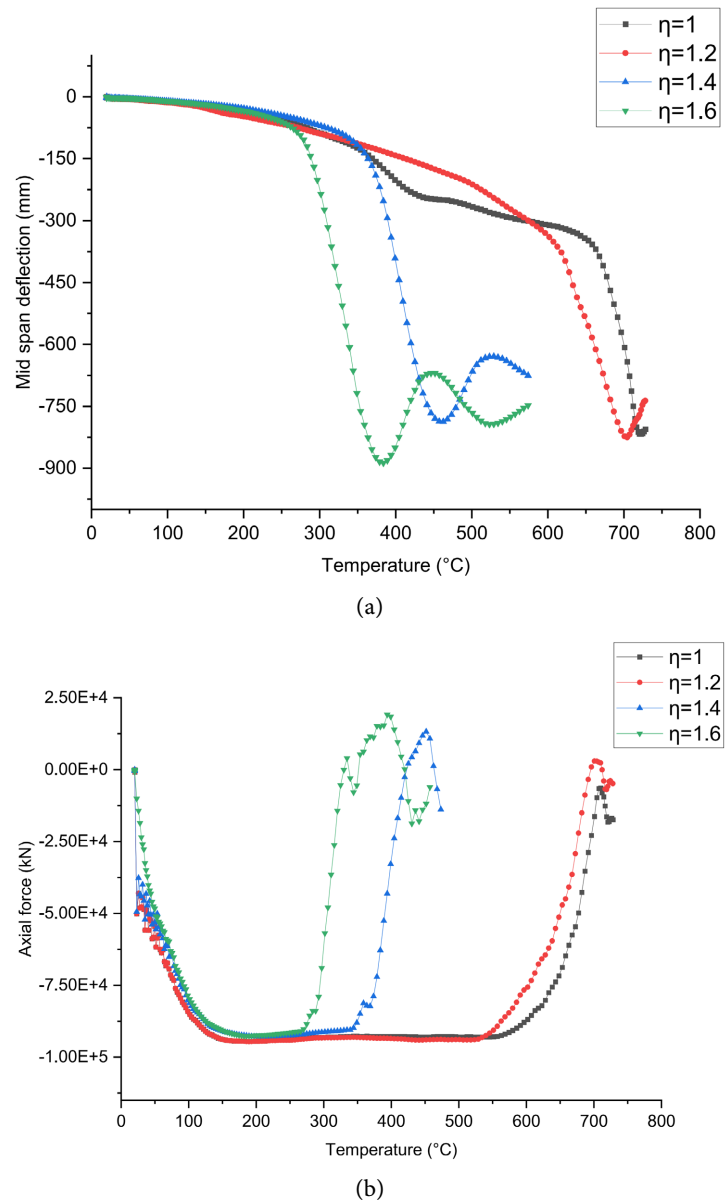 η=1
η=1.2
η=1.4
η=1.6
0
-150
-300
-450
-600
-750
-900
Mid span deflection (mm)
0 100 200 300 400 500 600 700 800
Temperature (°C)
(a)
η=1
η=1.2
η=1.4
η=1.6
2.50E+4
0.00E+0
-2.50E+4
-5.00E+4
-7.50E+4
-1.00E+5
Axial force (kN)
0 100 200 300 400 500 600 700 800
Temperature (°C)
(b)